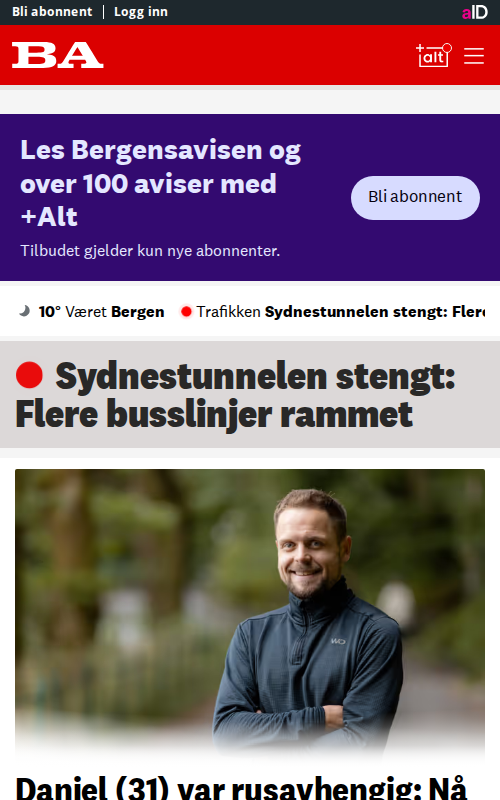 Bli abonnent | Logg inn
aID
BA
+alt
Les Bergensavisen og
over 100 aviser med
+Alt
Tilbudet gjelder kun nye abonnenter.
Bli abonnent
10° Været Bergen
Trafikken Sydnestunnelen stengt: Flere
Sydnestunnelen stengt:
Flere busslinjer rammet
Daniel (31) var rusavhengig: Nå